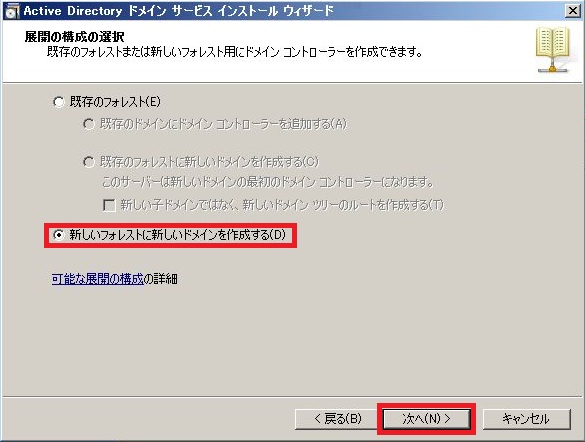 Active Directory ドメイン サービス インストール ウィザード
展開の構成の選択
既存のフォレストまたは新しいフォレスト用にドメイン コントローラーを作成できます。
既存のフォレスト(E)
既存のドメインにドメイン コントローラーを追加する(A)
既存のフォレストに新しいドメインを作成する(C)
このサーバーは新しいドメインの最初のドメイン コントローラーになります。
新しい子ドメインではなく、新しいドメイン ツリーのルートを作成する(T)
新しいフォレストに新しいドメインを作成する(D)
可能な展開の構成の詳細
< 戻る(B) 次へ(N) > キャンセル